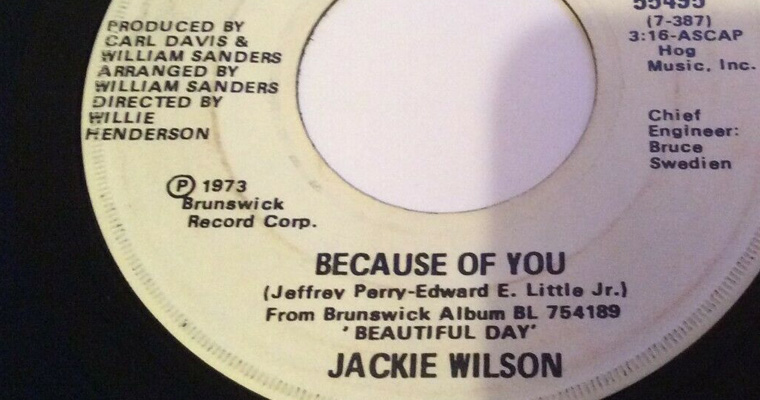 PRODUCED BY
CARL DAVIS &
WILLIAM SANDERS
ARRANGED BY
WILLIAM SANDERS
DIRECTED BY
WILLIE
HENDERSON
Ⓟ 1973
Brunswick
Record Corp.
55495
(7-387)
3:16-ASCAP
Hog
Music, Inc.
Chief
Engineer:
Bruce
Swedien
BECAUSE OF YOU
(Jeffrey Perry-Edward E. Little Jr.)
From Brunswick Album BL 754189
'BEAUTIFUL DAY'
JACKIE WILSON